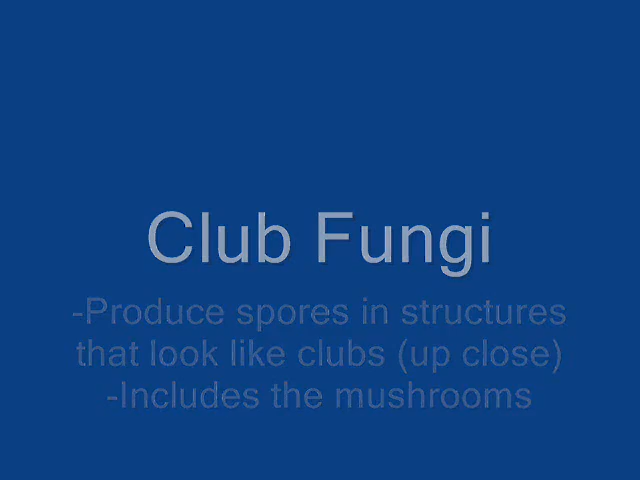 Club Fungi
-Produce spores in structures
that look like clubs (up close)
-Includes the mushrooms